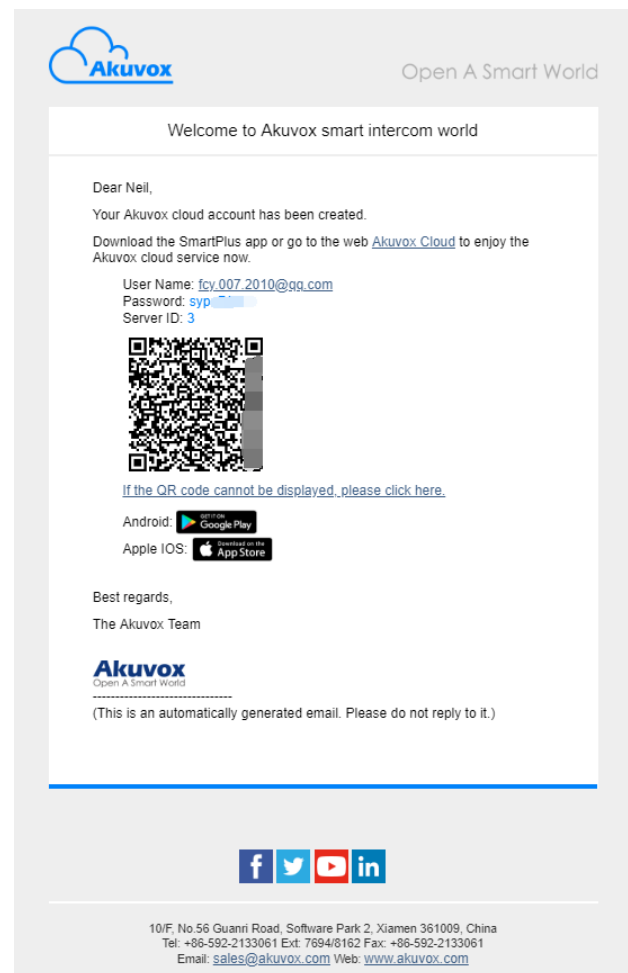 Akuvox
Open A Smart World
Welcome to Akuvox smart intercom world
Dear Neil,
Your Akuvox cloud account has been created.
Download the SmartPlus app or go to the web Akuvox Cloud to enjoy the
Akuvox cloud service now.
User Name: fcy.007.2010@qq.com
Password:
Server ID: 3
If the QR code cannot be displayed, please click here.
Android: GET IT ON Google Play
Apple IOS: Download on the App Store
Best regards,
The Akuvox Team
Akuvox
Open A Smart World
-------------------------------
(This is an automatically generated email. Please do not reply to it.)
f in
10/F, No.56 Guanri Road, Software Park 2, Xiamen 361009, China
Tel: +86-592-2133061 Ext: 7694/8162 Fax: +86-592-2133061
Email: sales@akuvox.com Web: www.akuvox.com